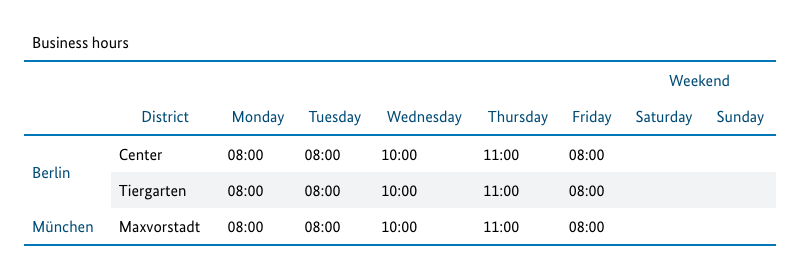 Business hours
Weekend
District Monday Tuesday Wednesday Thursday Friday Saturday Sunday
Berlin Center 08:00 08:00 10:00 11:00 08:00
Tiergarten 08:00 08:00 10:00 11:00 08:00
München Maxvorstadt 08:00 08:00 10:00 11:00 08:00